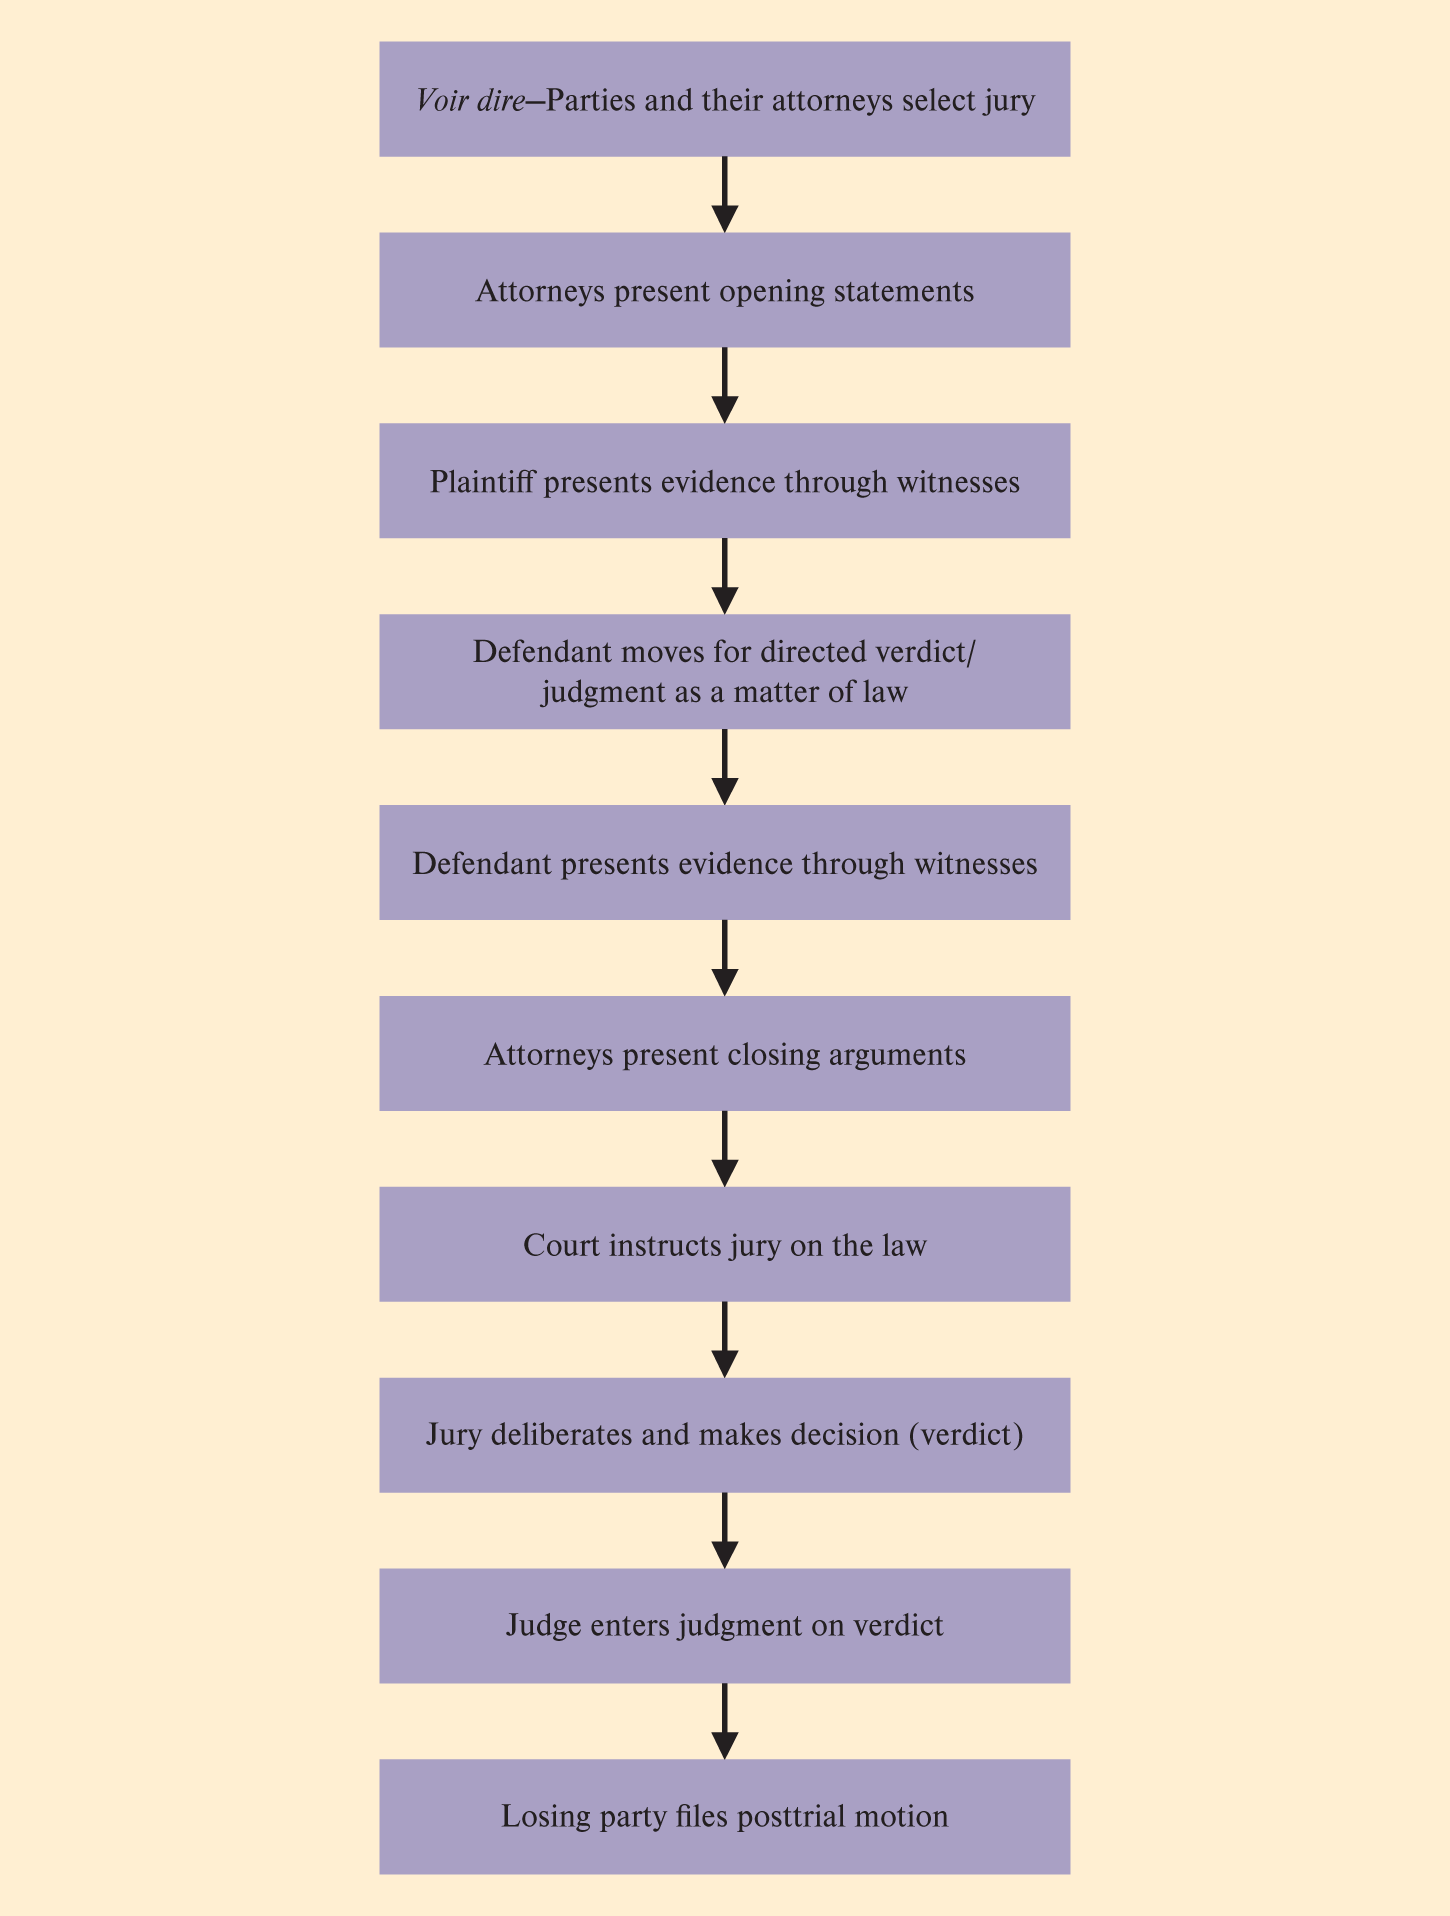 Voir dire—Parties and their attorneys select jury
Attorneys present opening statements
Plaintiff presents evidence through witnesses
Defendant moves for directed verdict/
judgment as a matter of law
Defendant presents evidence through witnesses
Attorneys present closing arguments
Court instructs jury on the law
Jury deliberates and makes decision (verdict)
Judge enters judgment on verdict
Losing party files posttrial motion